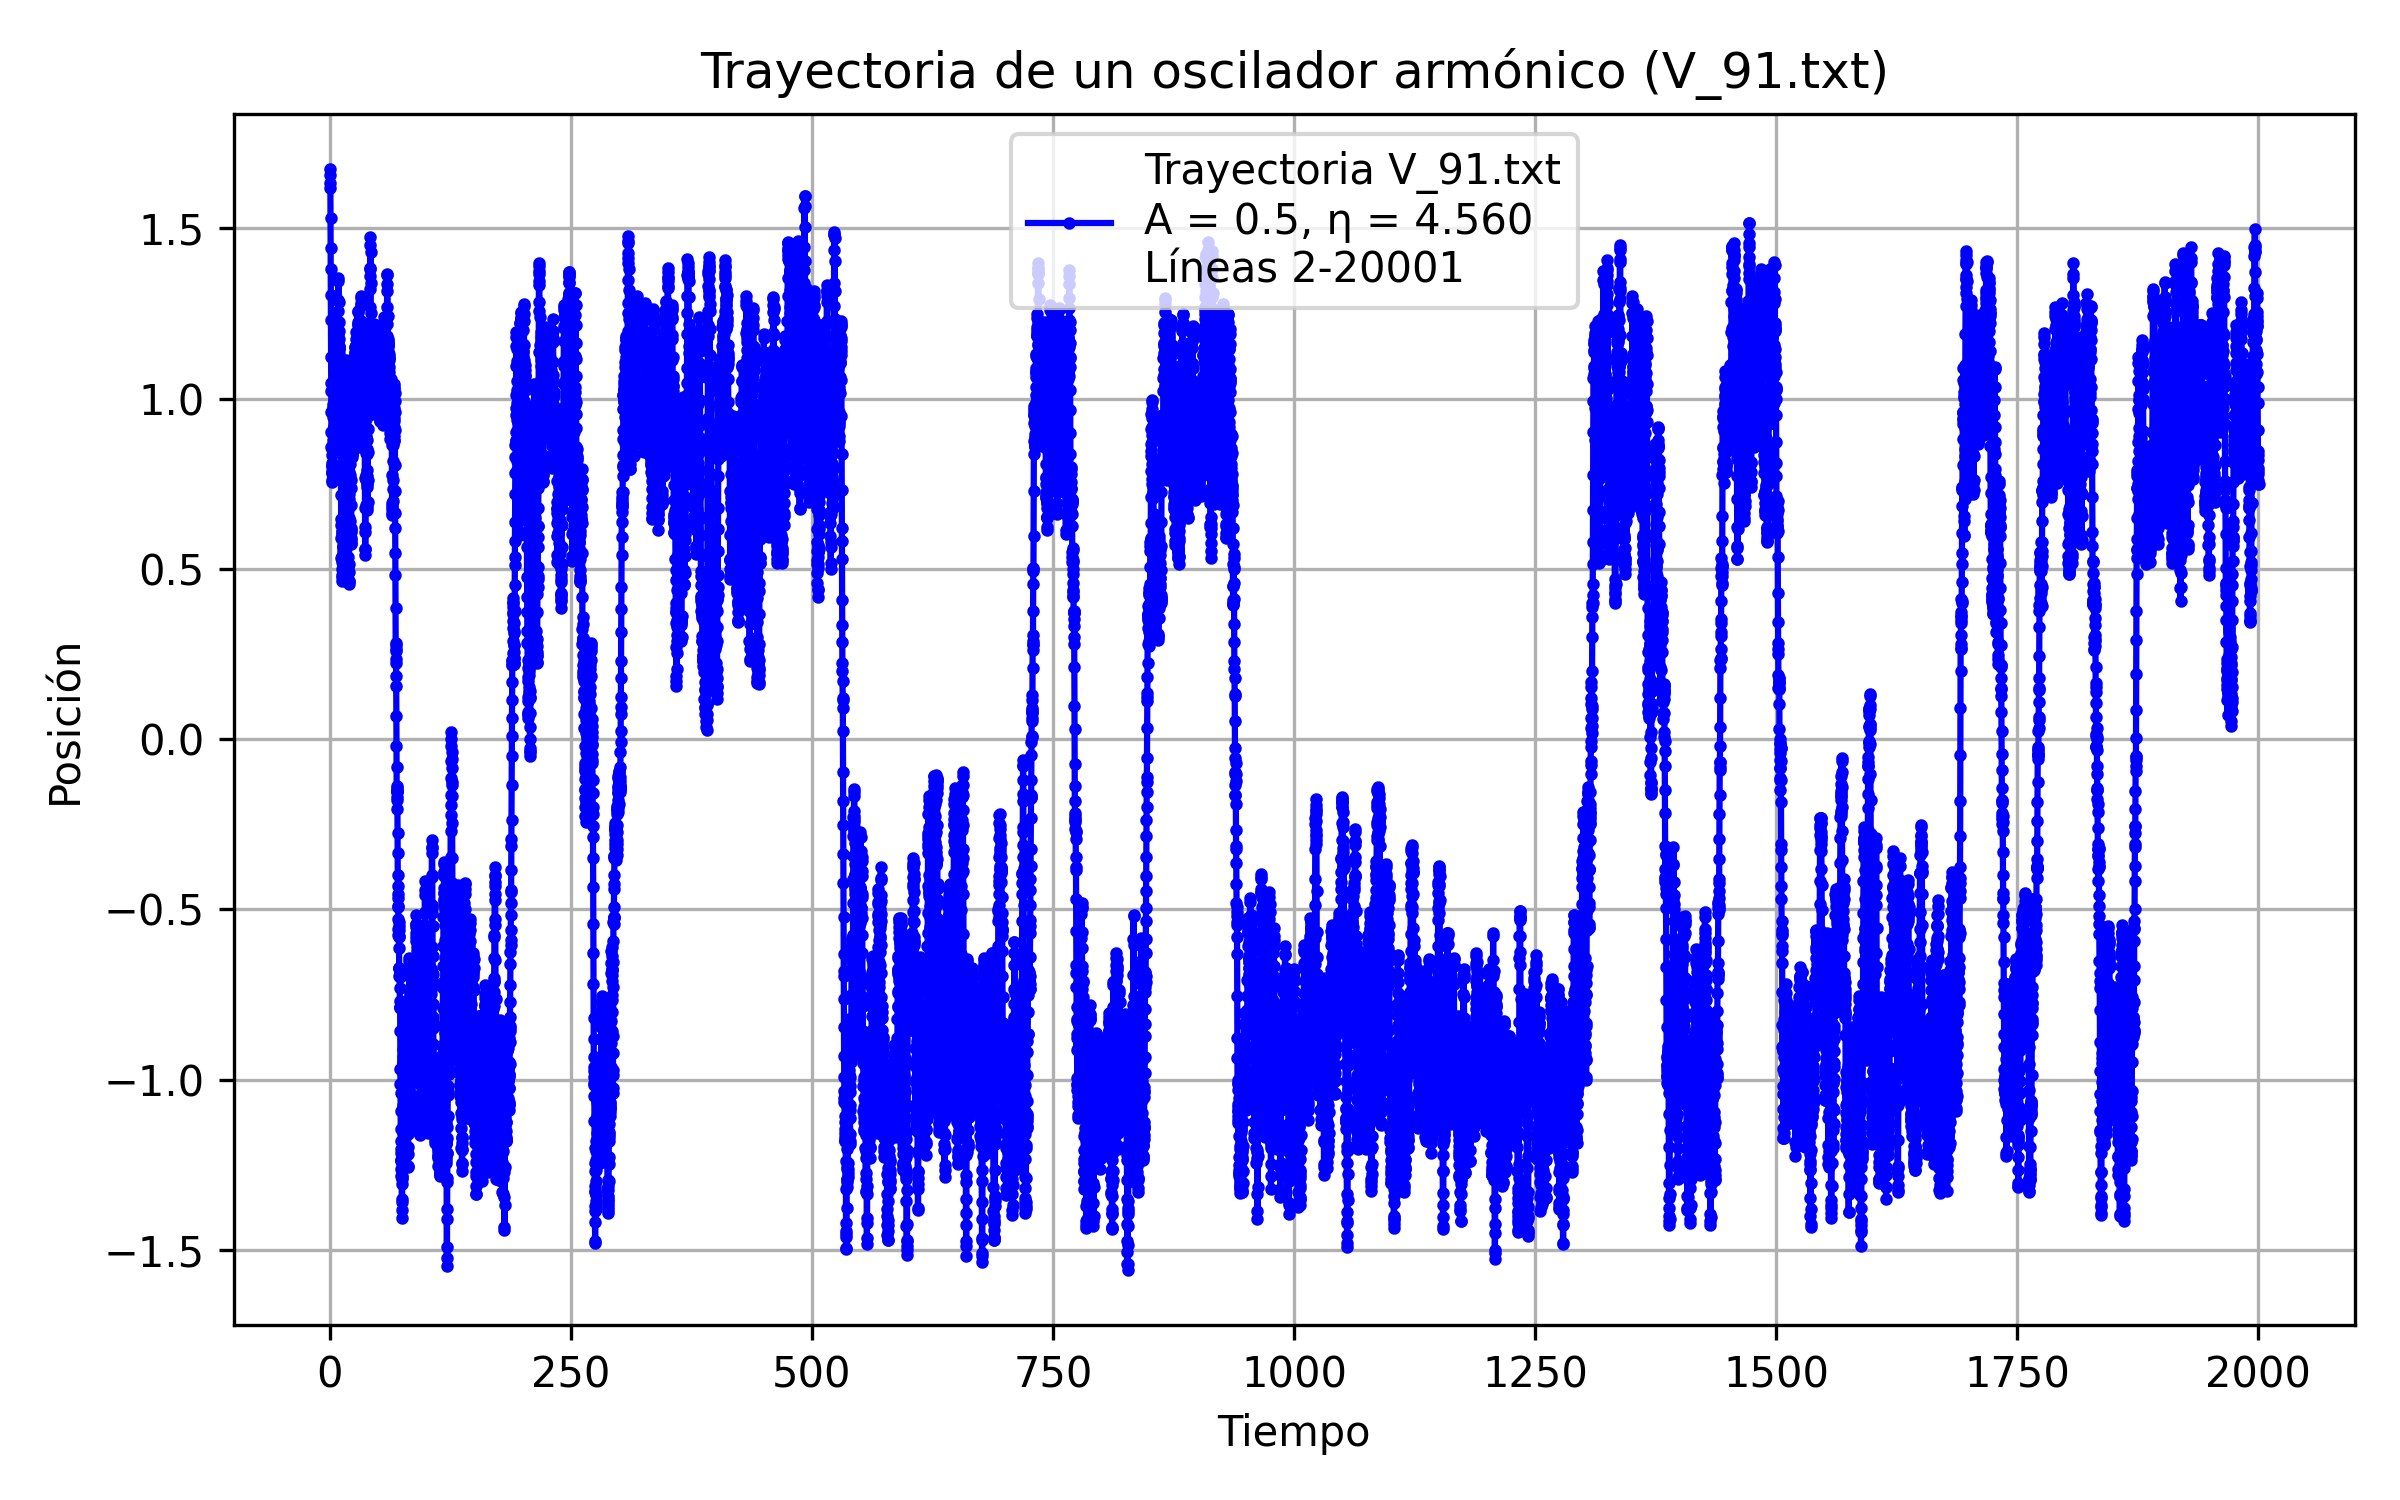 Trayectoria de un oscilador armónico (V_91.txt)
Trayectoria V_91.txt
A = 0.5, η = 4.560
Líneas 2-20001
1.5
1.0
0.5
0.0
−0.5
−1.0
−1.5
Posición
0
250
500
750
1000
1250
1500
1750
2000
Tiempo